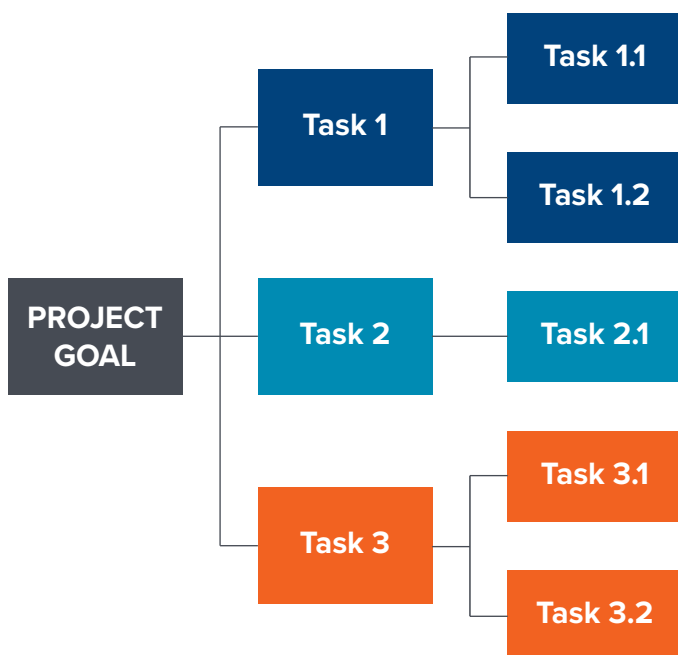 Task 1.1
Task 1
Task 1.2
PROJECT
GOAL
Task 2
Task 2.1
Task 3.1
Task 3
Task 3.2